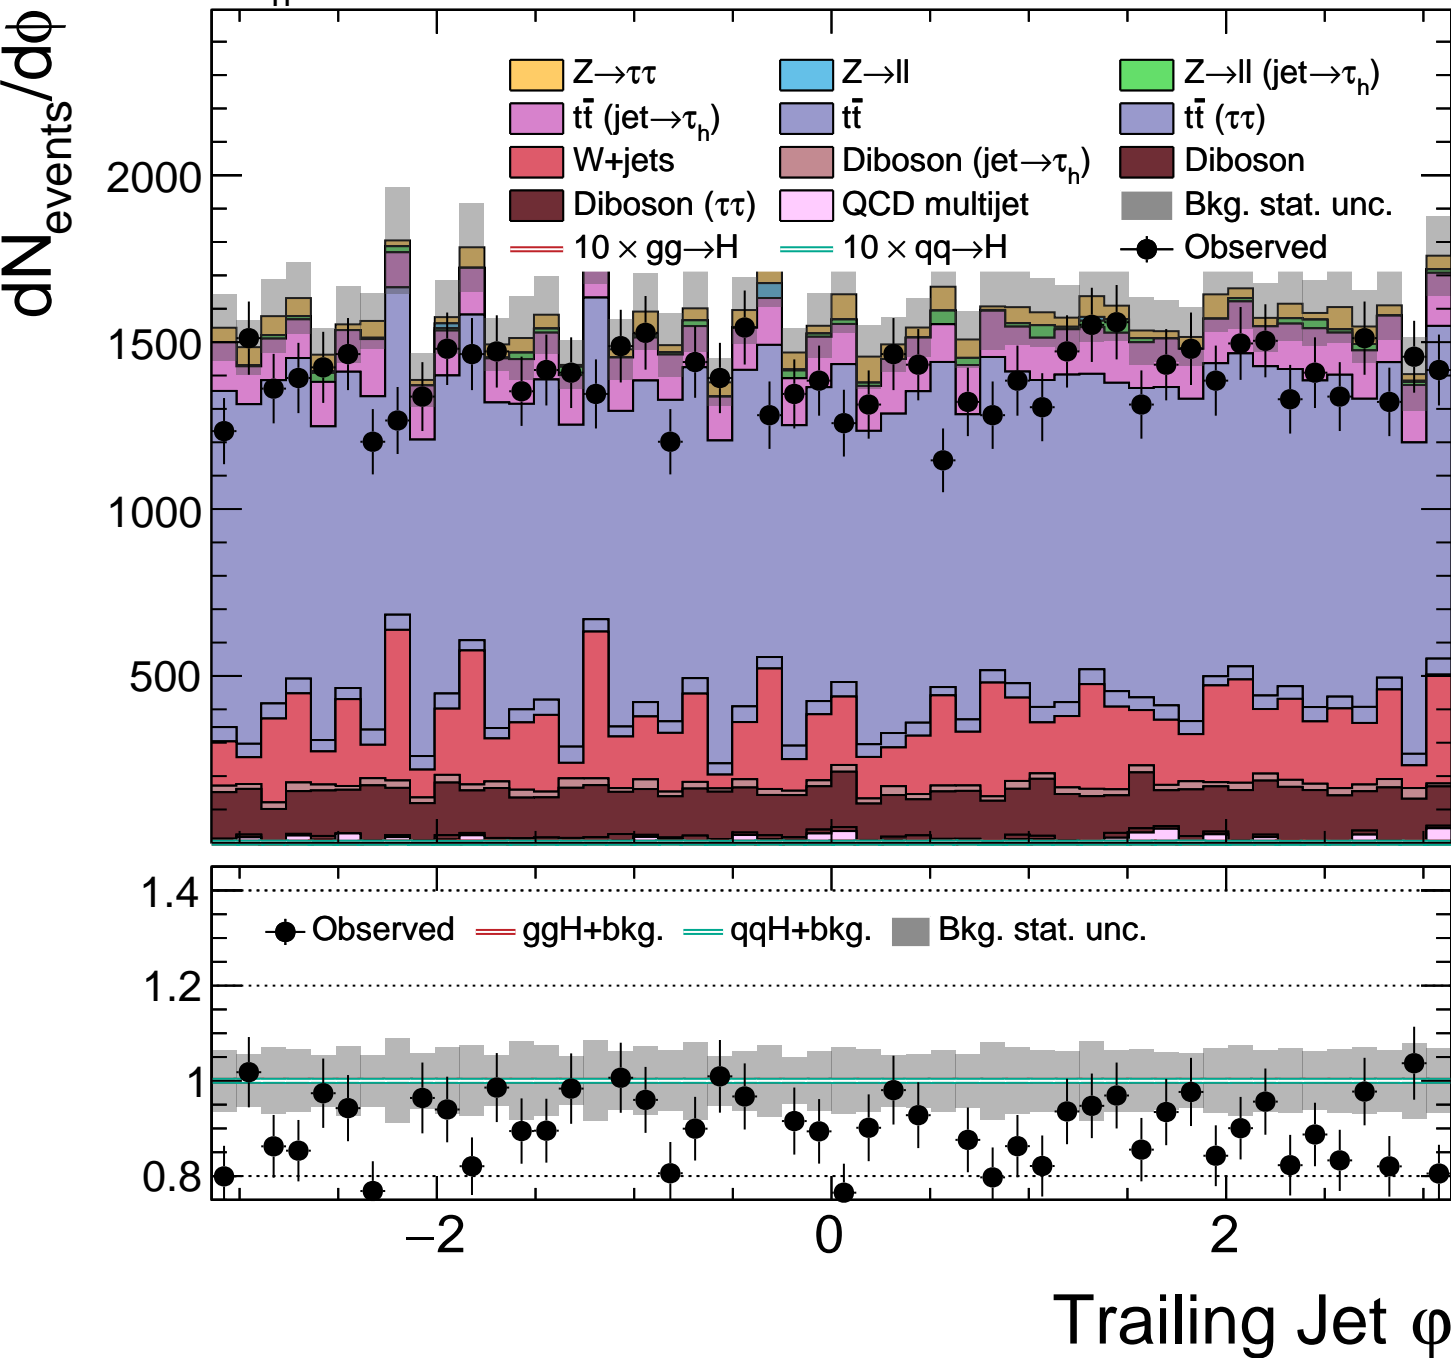 dN_events/dϕ
Z→ττ Z→ll Z→ll (jet→τ_h)
tt̄ (jet→τ_h) tt̄ tt̄ (ττ)
W+jets Diboson (jet→τ_h) Diboson
Diboson (ττ) QCD multijet Bkg. stat. unc.
10 × gg→H 10 × qq→H Observed
2000
1500
1000
500
1.4
Observed ggH+bkg. qqH+bkg. Bkg. stat. unc.
1.2
1
0.8
−2 0 2
Trailing Jet φ